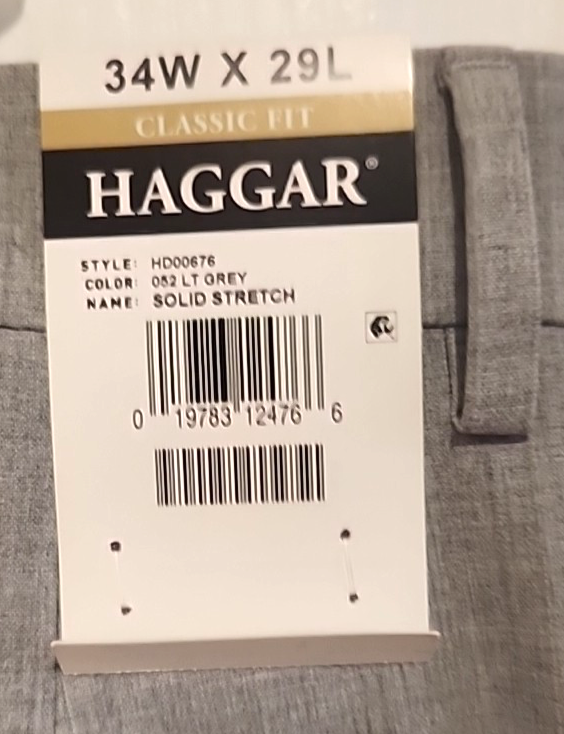 34W X 29L
CLASSIC FIT
HAGGAR®
STYLE: HD00676
COLOR: 052 LT GREY
NAME: SOLID STRETCH
0 19783 12476 6